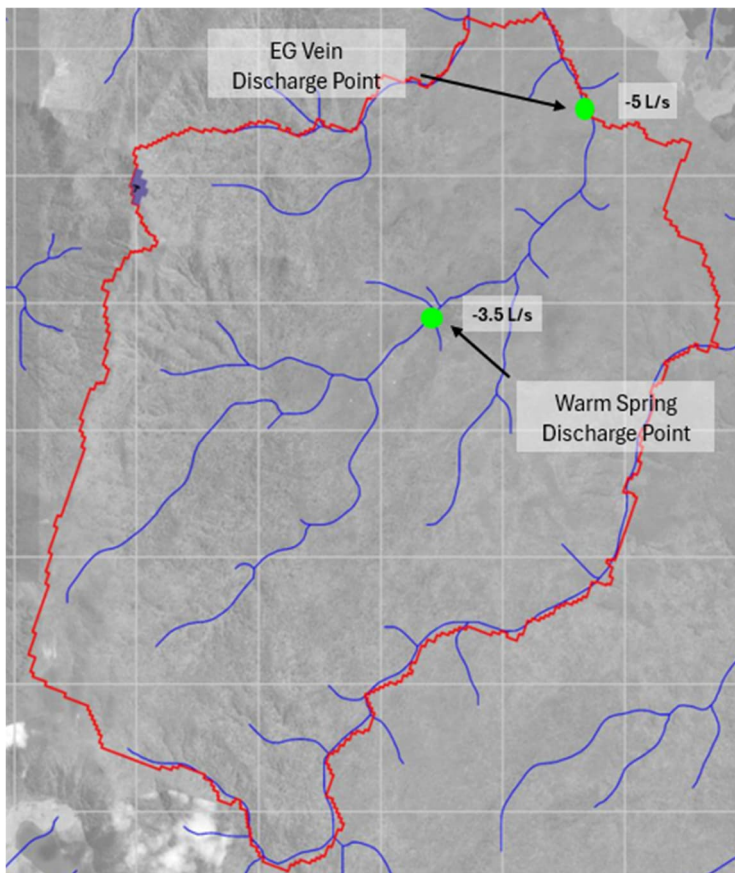 EG Vein
Discharge Point
-5 L/s
-3.5 L/s
Warm Spring
Discharge Point